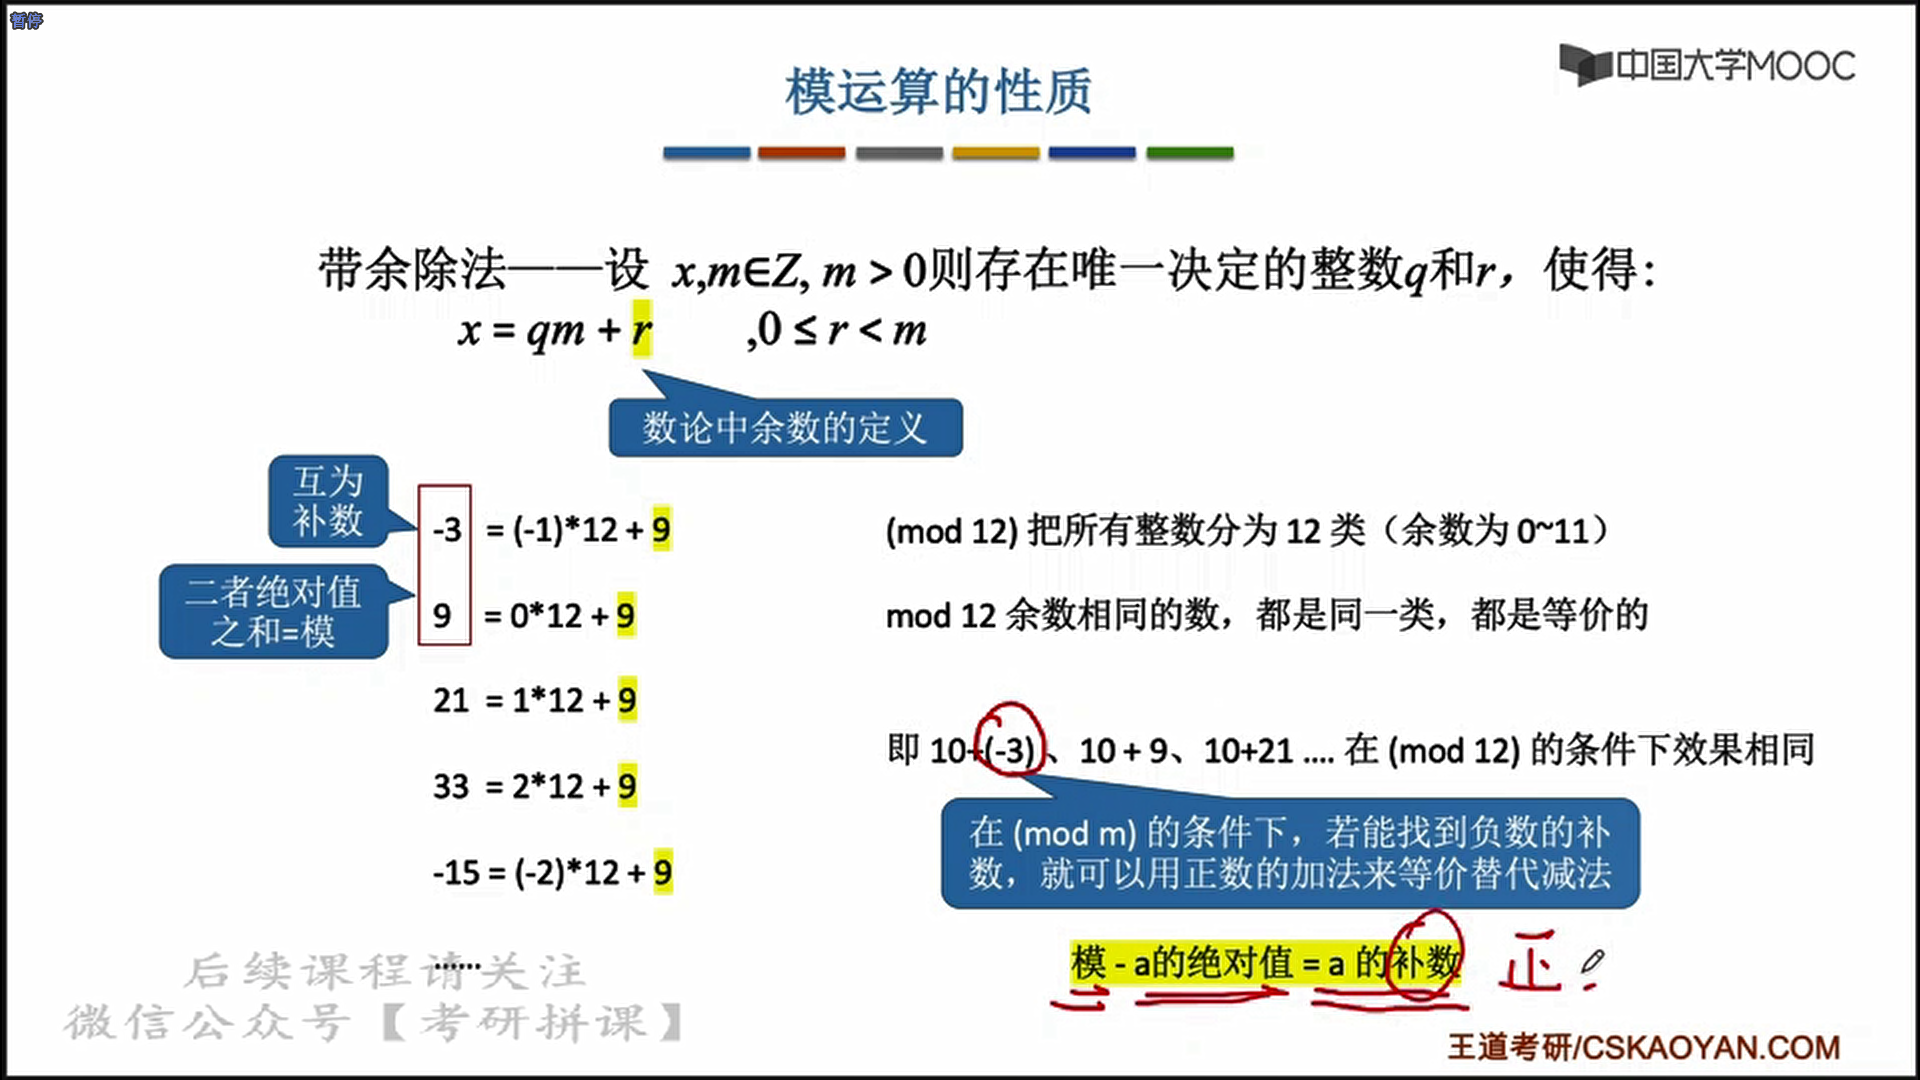 暂停
中国大学MOOC
模运算的性质
带余除法——设 x,m∈Z, m > 0则存在唯一决定的整数q和r，使得：
x = qm + r ,0 ≤ r < m
数论中余数的定义
互为
补数
二者绝对值
之和=模
-3 = (-1)*12 + 9
9 = 0*12 + 9
21 = 1*12 + 9
33 = 2*12 + 9
-15 = (-2)*12 + 9
......
(mod 12) 把所有整数分为 12 类（余数为 0~11）
mod 12 余数相同的数，都是同一类，都是等价的
即 10+(-3) 、10 + 9、10+21 .... 在 (mod 12) 的条件下效果相同
在 (mod m) 的条件下，若能找到负数的补
数，就可以用正数的加法来等价替代减法
模 - a的绝对值 = a 的补数
正
后续课程请关注
微信公众号【考研拼课】
王道考研/CSKAOYAN.COM